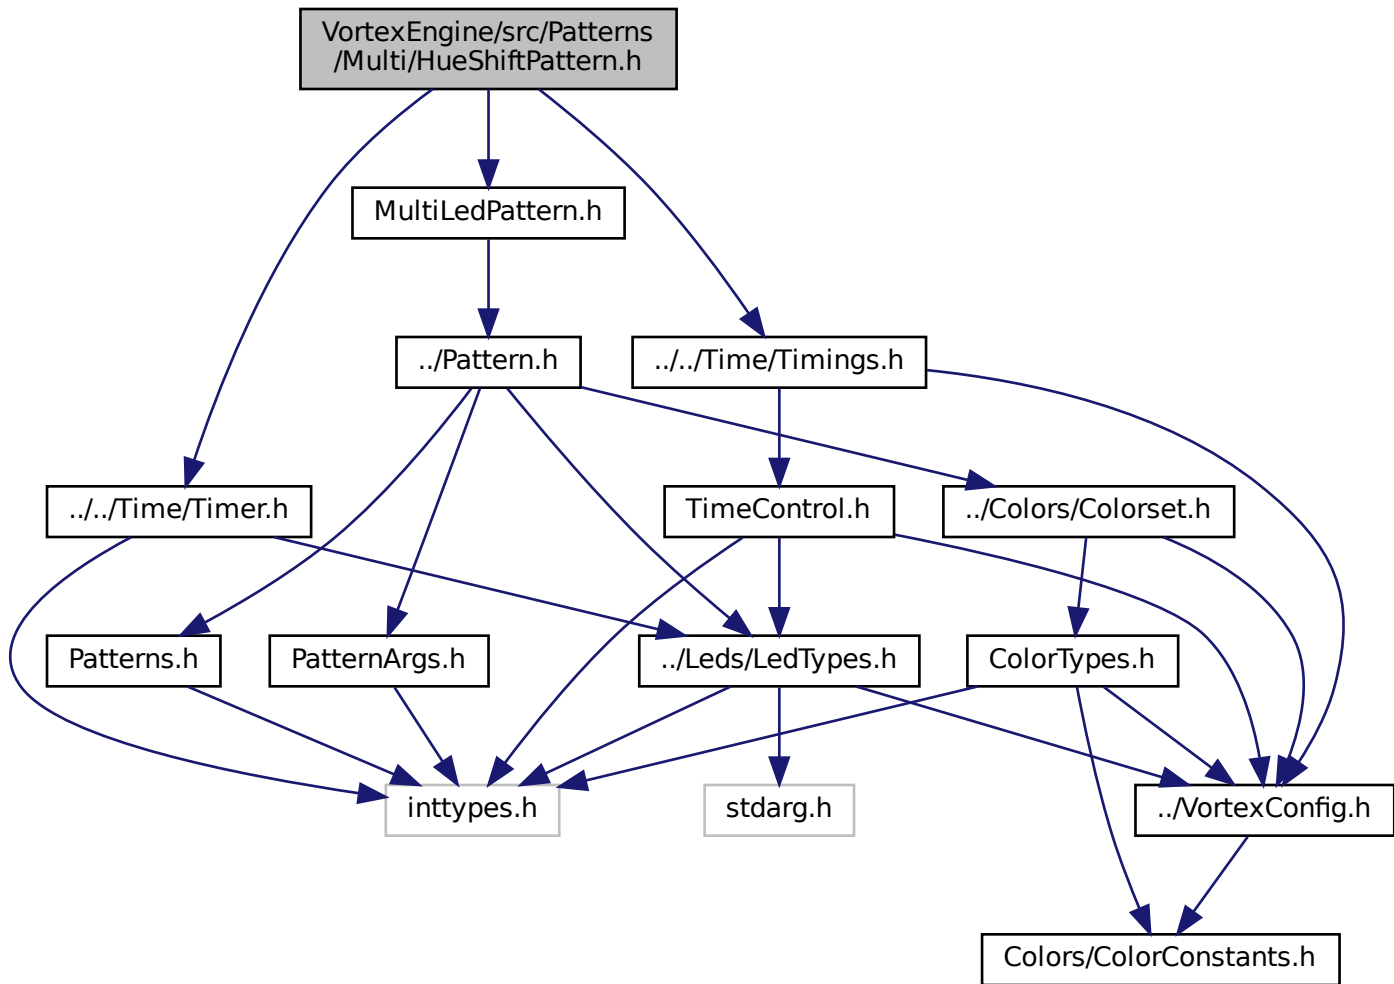 VortexEngine/src/Patterns
/Multi/HueShiftPattern.h
MultiLedPattern.h
../Pattern.h
../../Time/Timings.h
../../Time/Timer.h
TimeControl.h
../Colors/Colorset.h
Patterns.h
PatternArgs.h
../Leds/LedTypes.h
ColorTypes.h
inttypes.h
stdarg.h
../VortexConfig.h
Colors/ColorConstants.h